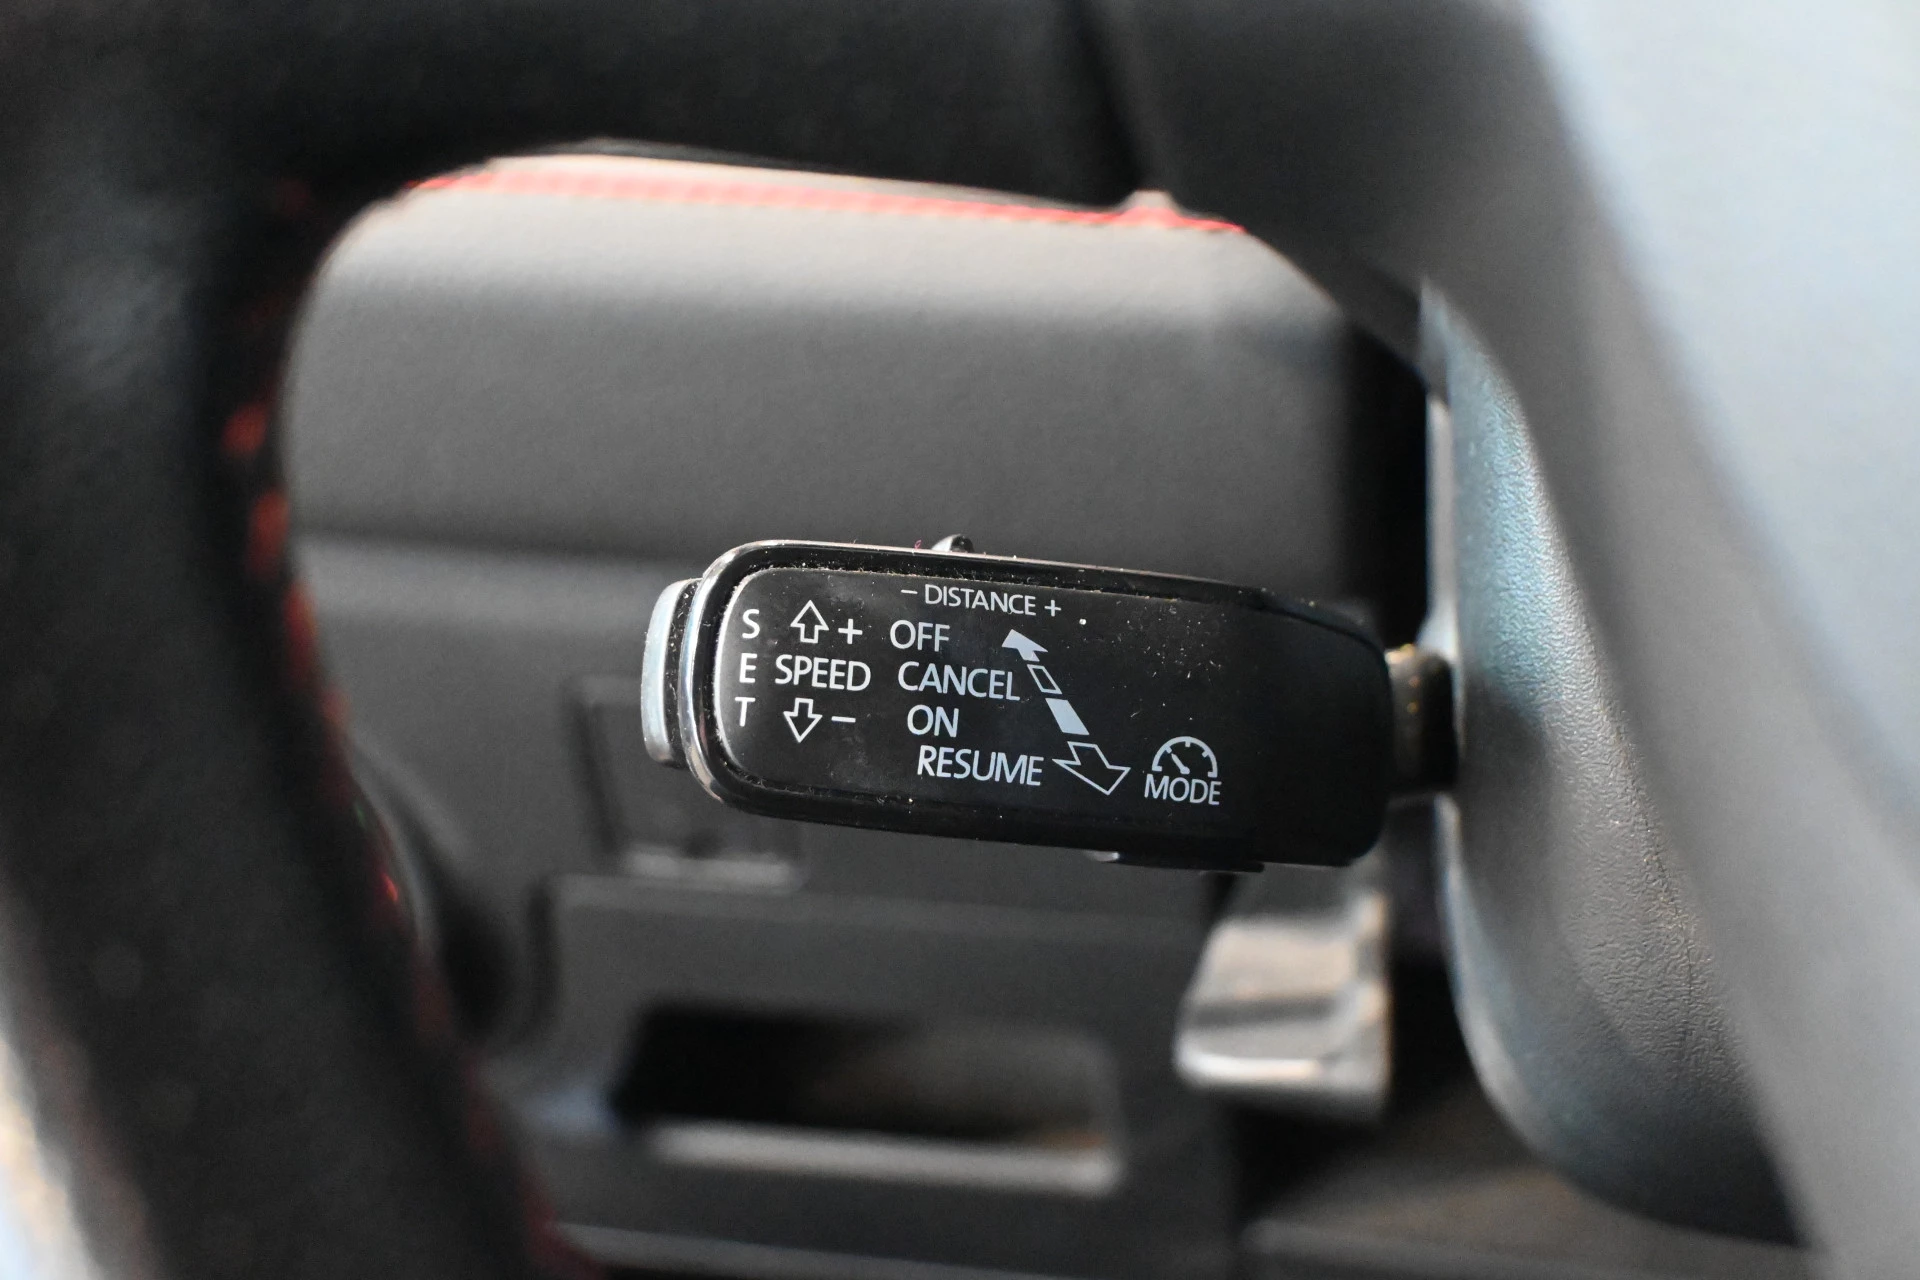 - DISTANCE +
S + OFF
E SPEED CANCEL
T - ON
RESUME
MODE